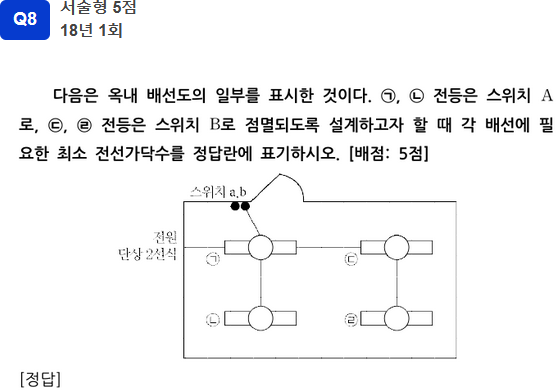 Q8
서술형 5점
18년 1회
다음은 옥내 배선도의 일부를 표시한 것이다. ㉠, ㉡ 전등은 스위치 A
로, ㉢, ㉣ 전등은 스위치 B로 점멸되도록 설계하고자 할 때 각 배선에 필
요한 최소 전선가닥수를 정답란에 표기하시오. [배점: 5점]
스위치 a,b
전원
단상 2선식
㉠
㉢
㉡
㉣
[정답]